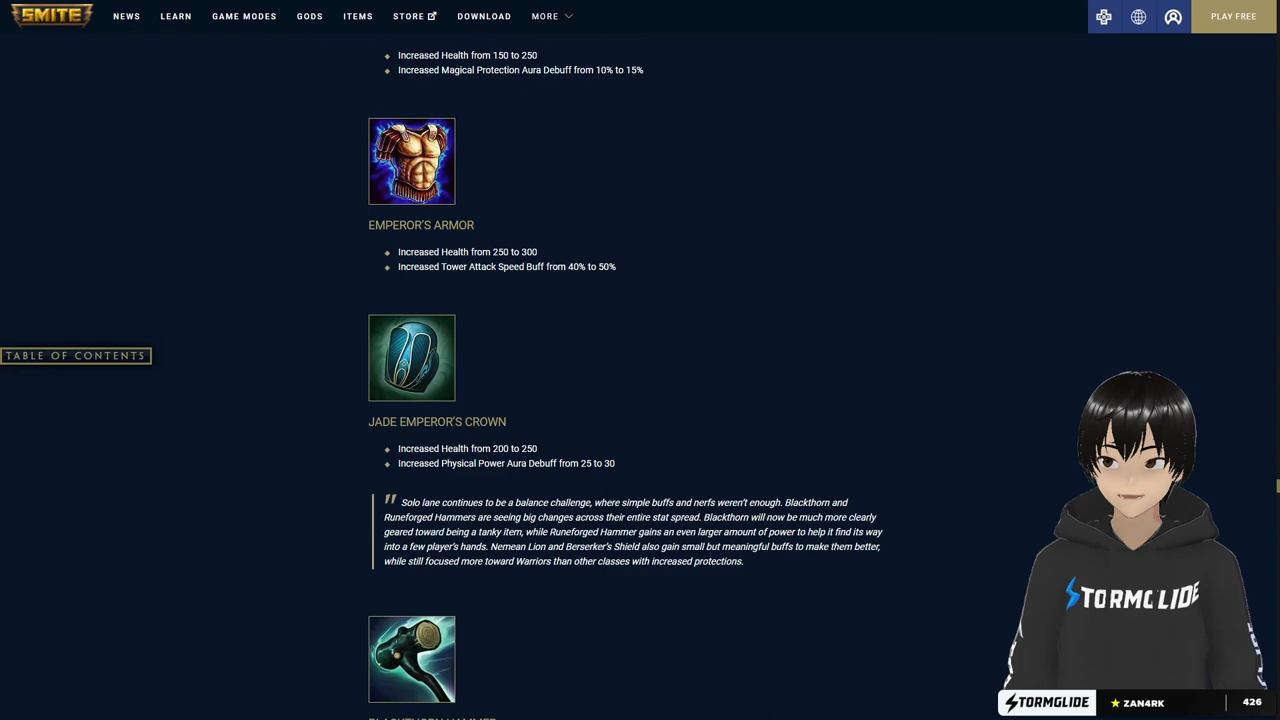 SMITE
NEWS
LEARN
GAME MODES
GODS
ITEMS
STORE
DOWNLOAD
MORE
PLAY FREE
Increased Health from 150 to 250
Increased Magical Protection Aura Debuff from 10% to 15%
EMPEROR'S ARMOR
Increased Health from 250 to 300
Increased Tower Attack Speed Buff from 40% to 50%
TABLE OF CONTENTS
JADE EMPEROR'S CROWN
Increased Health from 200 to 250
Increased Physical Power Aura Debuff from 25 to 30
" Solo lane continues to be a balance challenge, where simple buffs and nerfs weren't enough. Blackthorn and
Runeforged Hammers are seeing big changes across their entire stat spread. Blackthorn will now be much more clearly
geared toward being a tanky item, while Runeforged Hammer gains an even larger amount of power to help it find its way
into a few player's hands. Nemean Lion and Berserker's Shield also gain small but meaningful buffs to make them better,
while still focused more toward Warriors than other classes with increased protections.
STORMGLIDE
STORMGLIDE
ZAN4RK
426
BLACKTHORN HAMMER